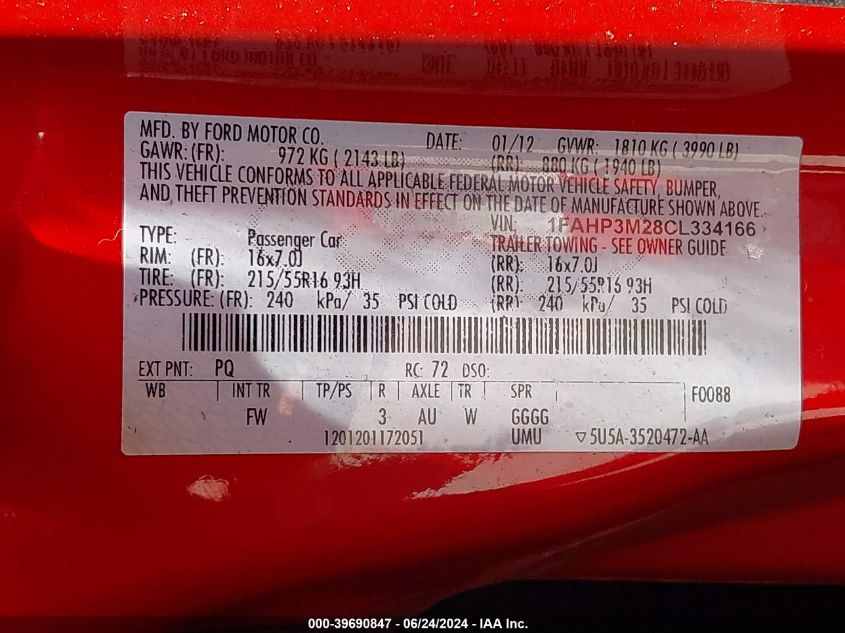 MFD. BY FORD MOTOR CO. DATE: 01/12 GVWR: 1810 KG ( 3990 LB)
GAWR: (FR): 972 KG ( 2143 LB) (RR): 880 KG ( 1940 LB)
THIS VEHICLE CONFORMS TO ALL APPLICABLE FEDERAL MOTOR VEHICLE SAFETY, BUMPER,
AND THEFT PREVENTION STANDARDS IN EFFECT ON THE DATE OF MANUFACTURE SHOWN ABOVE.
VIN: 1FAHP3M28CL334166
TYPE: Passenger Car TRAILER TOWING - SEE OWNER GUIDE
RIM: (FR): 16x7.0J (RR): 16x7.0J
TIRE: (FR): 215/55R16 93H (RR): 215/55R16 93H
PRESSURE: (FR): 240 kPa/ 35 PSI COLD (RR) 240 kPa/ 35 PSI COLD
EXT PNT: PQ RC: 72 DSO:
WB INT TR TP/PS R AXLE TR SPR F0088
FW 3 AU W GGGG
1201201172051 UMU ▽5U5A-3520472-AA
000-39690847 - 06/24/2024 - IAA Inc.